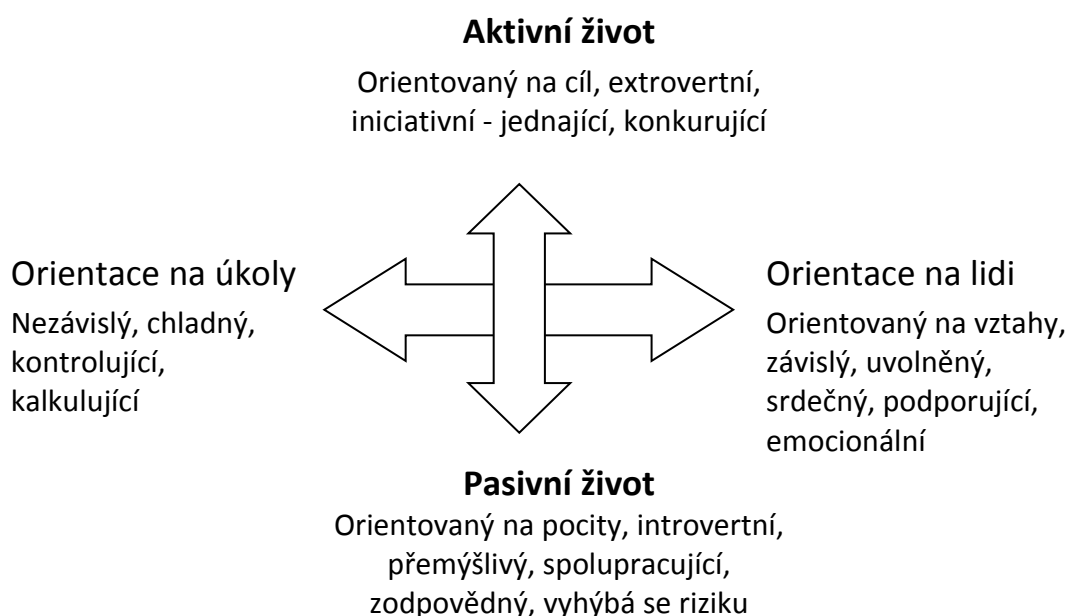 Aktivní život
Orientovaný na cíl, extrovertní,
iniciativní - jednající, konkurující
Orientace na úkoly
Nezávislý, chladný,
kontrolující,
kalkulující
Orientace na lidi
Orientovaný na vztahy,
závislý, uvolněný,
srdečný, podporující,
emocionální
Pasivní život
Orientovaný na pocity, introvertní,
přemýšlivý, spolupracující,
zodpovědný, vyhýbá se riziku